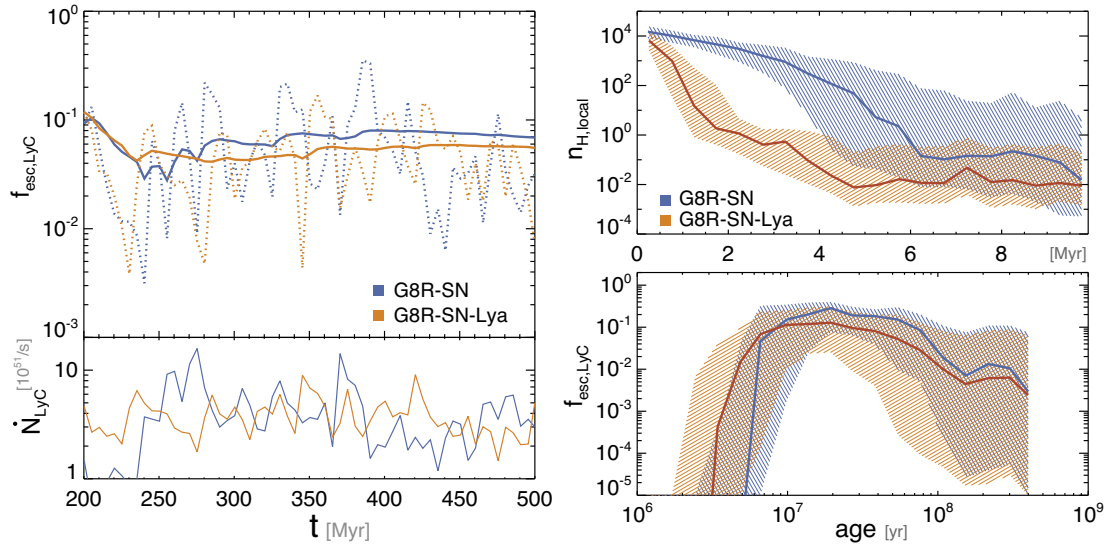 10^0
10^-1
10^-2
10^-3
f_esc,LyC
G8R-SN
G8R-SN-Lya
10
1
Ṅ_LyC [10^51/s]
200 250 300 350 400 450 500
t [Myr]
10^4
10^2
10^0
10^-2
10^-4
n_H,local
G8R-SN
G8R-SN-Lya
0 2 4 6 8 [Myr]
10^0
10^-1
10^-2
10^-3
10^-4
10^-5
f_esc,LyC
10^6 10^7 10^8 10^9
age [yr]